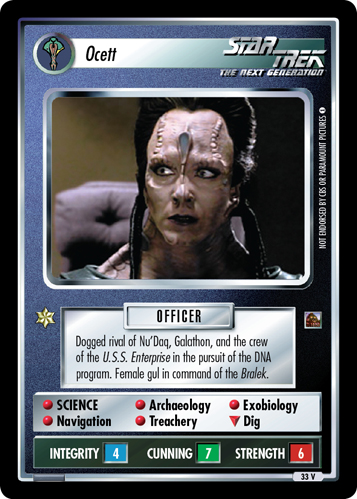 Ocett
STAR TREK
THE NEXT GENERATION
NOT ENDORSED BY CBS OR PARAMOUNT PICTURES
OFFICER
Dogged rival of Nu'Daq, Galathon, and the crew
of the U.S.S. Enterprise in the pursuit of the DNA
program. Female gul in command of the Bralek.
SCIENCE Archaeology Exobiology
Navigation Treachery Dig
INTEGRITY 4 CUNNING 7 STRENGTH 6
33 V